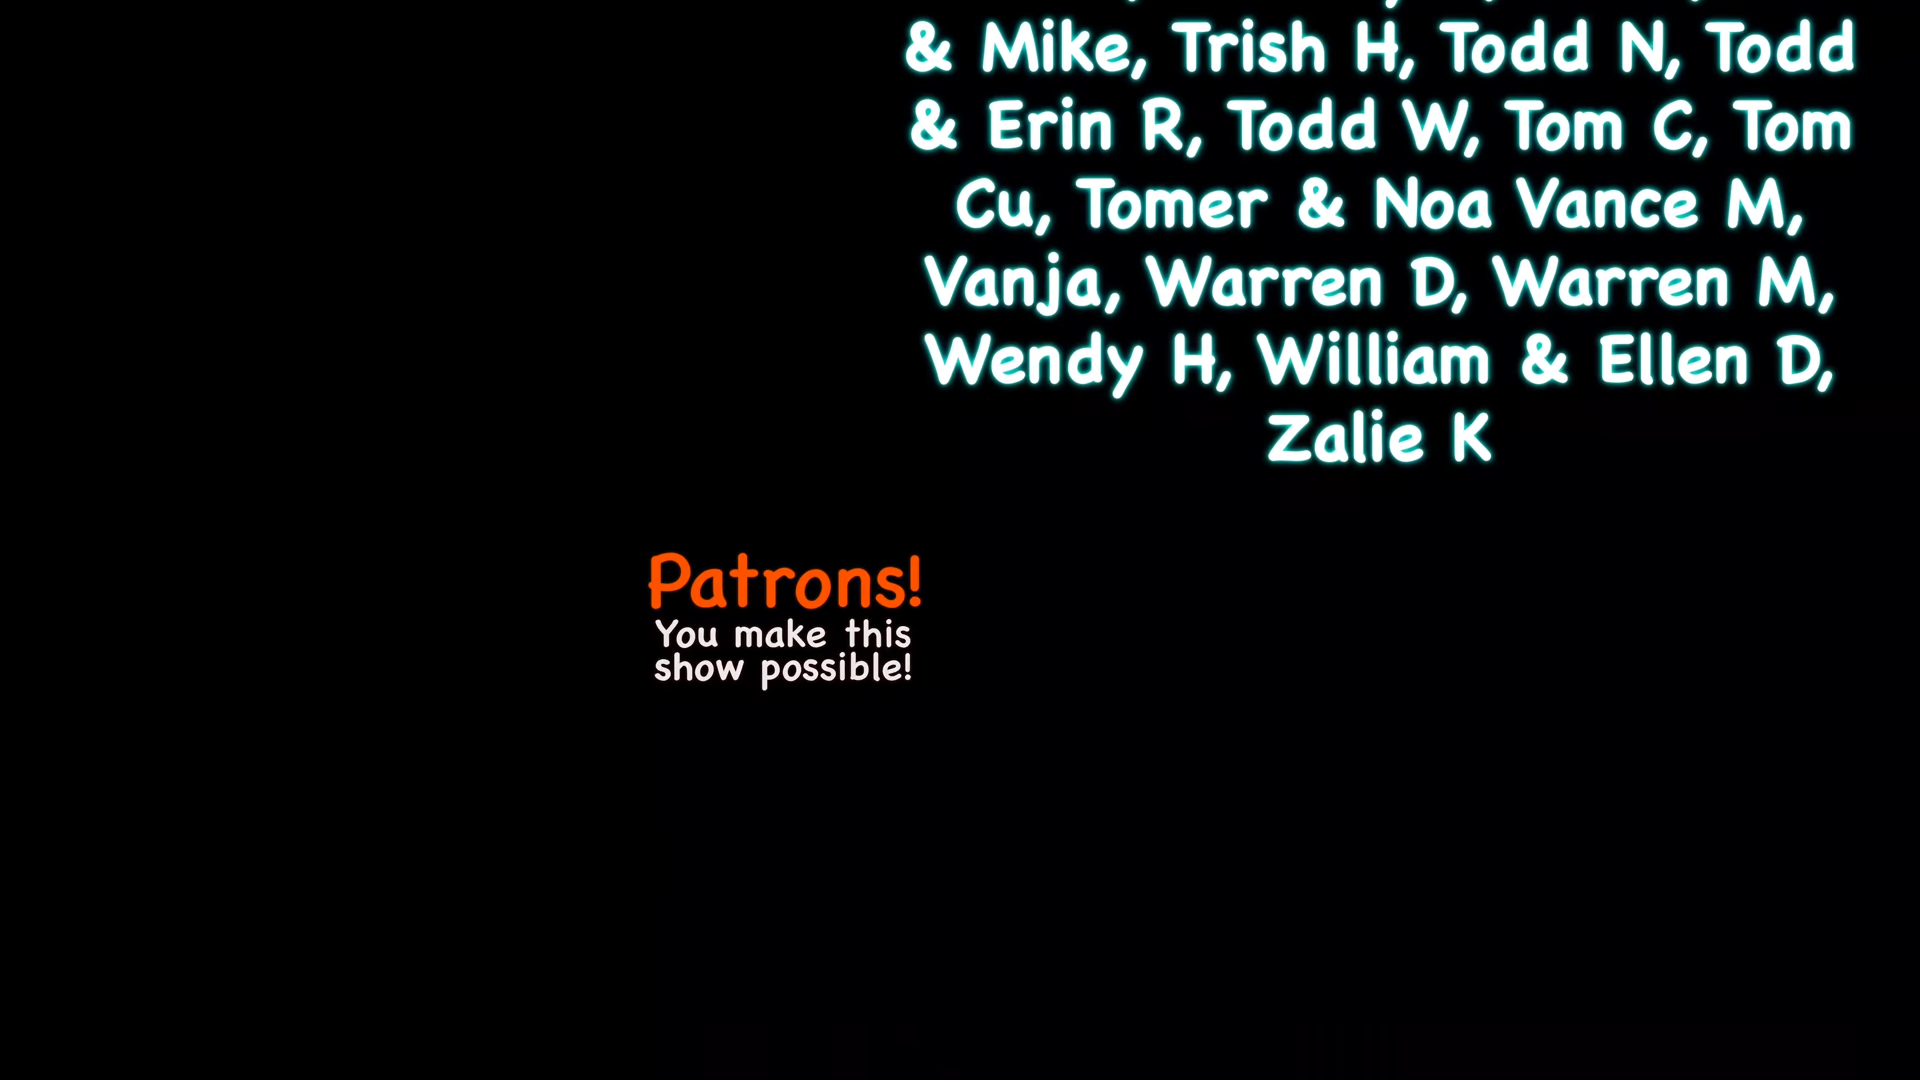 & Mike, Trish H, Todd N, Todd
& Erin R, Todd W, Tom C, Tom
Cu, Tomer & Noa Vance M,
Vanja, Warren D, Warren M,
Wendy H, William & Ellen D,
Zalie K
Patrons!
You make this
show possible!